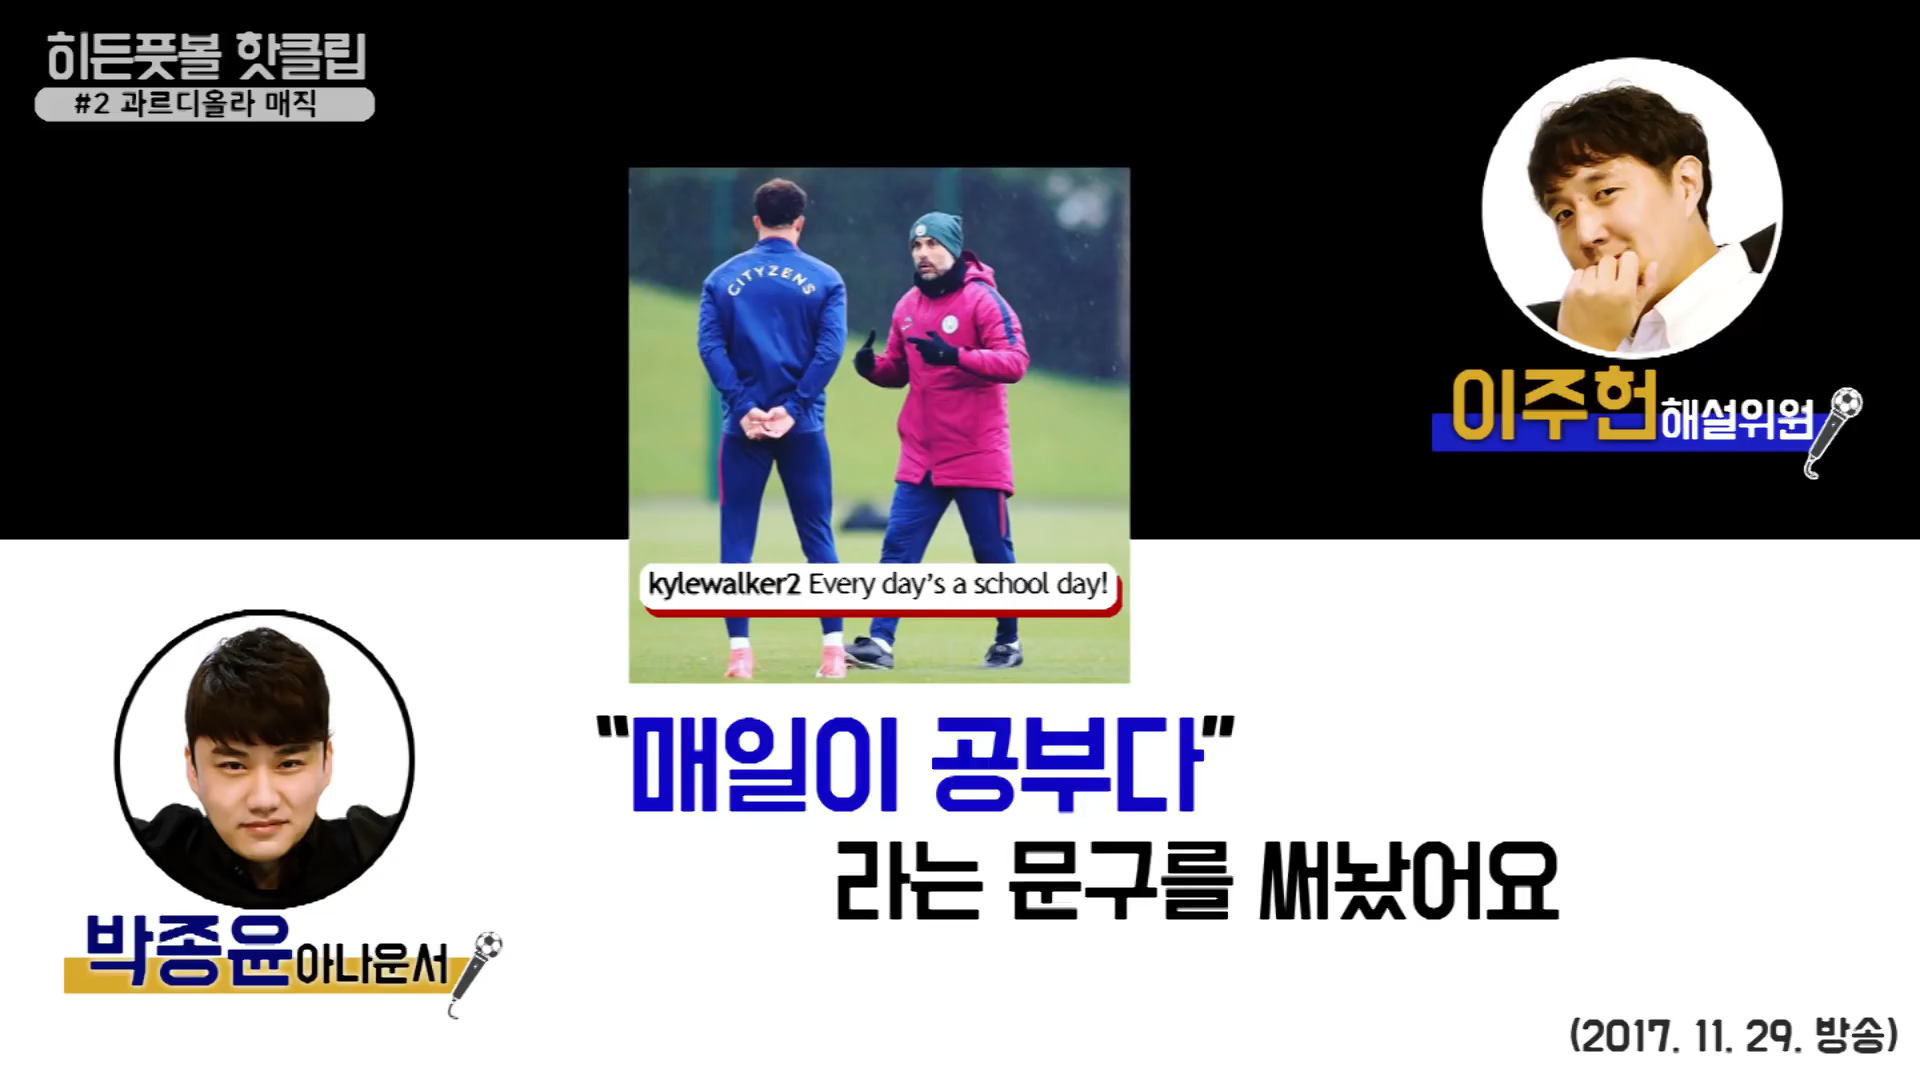 히든풋볼 핫클립
#2 과르디올라 매직
CITYZENS
이주헌해설위원
kylewalker2 Every day's a school day!
"매일이 공부다"
라는 문구를 써놨어요
박종윤아나운서
(2017. 11. 29. 방송)